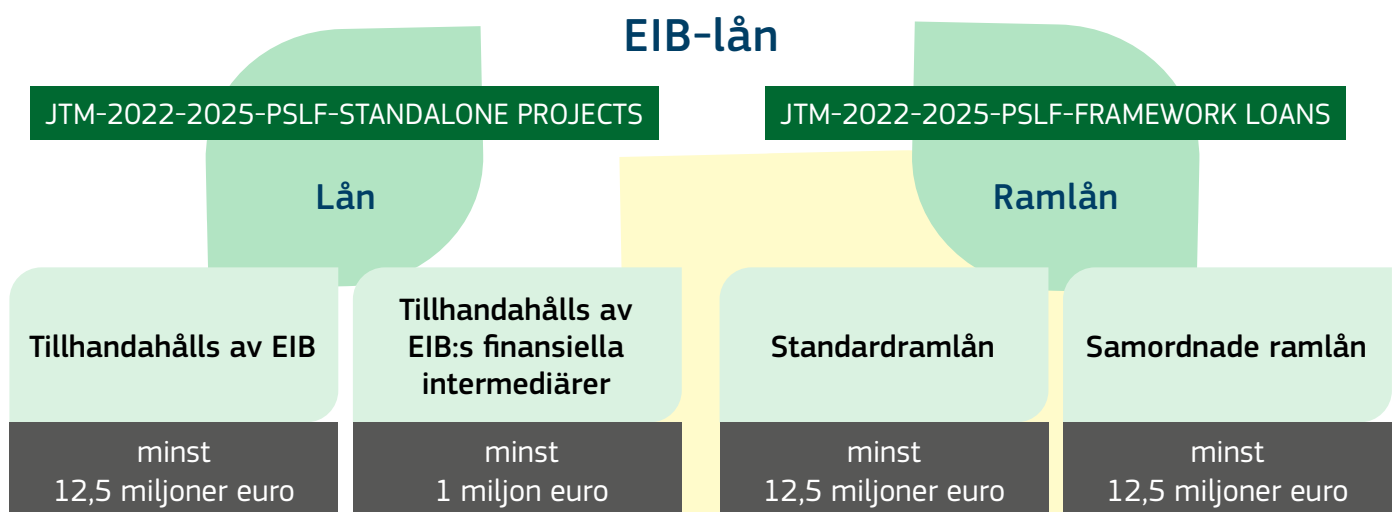 EIB-lån
JTM-2022-2025-PSLF-STANDALONE PROJECTS
Lån
Tillhandahålls av EIB
minst
12,5 miljoner euro
Tillhandahålls av
EIB:s finansiella
intermediärer
minst
1 miljon euro
JTM-2022-2025-PSLF-FRAMEWORK LOANS
Ramlån
Standardramlån
minst
12,5 miljoner euro
Samordnade ramlån
minst
12,5 miljoner euro